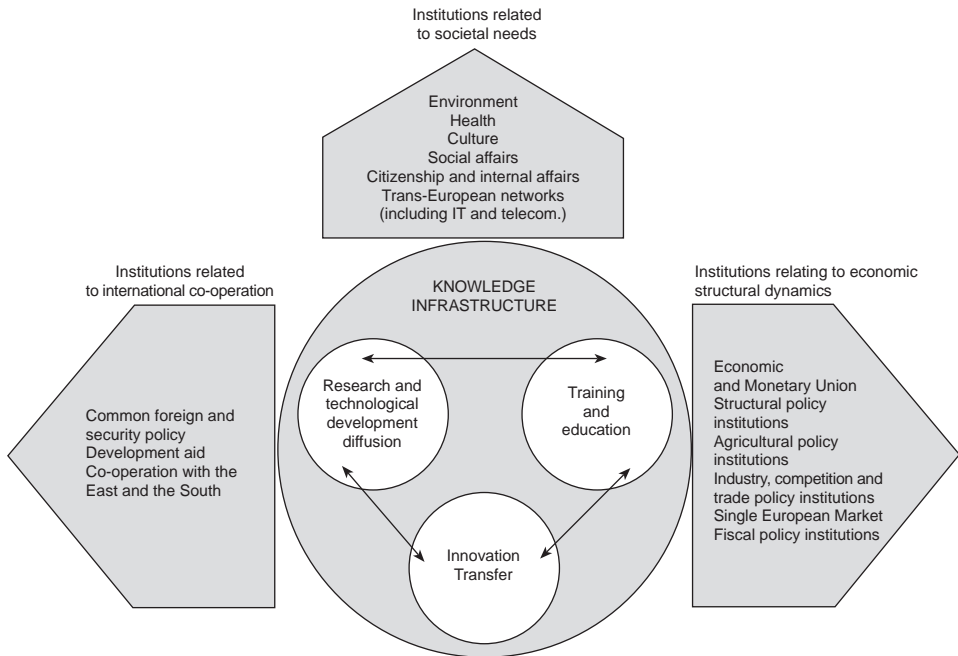 Institutions related
to societal needs
Environment
Health
Culture
Social affairs
Citizenship and internal affairs
Trans-European networks
(including IT and telecom.)
Institutions related
to international co-operation
Common foreign and
security policy
Development aid
Co-operation with the
East and the South
KNOWLEDGE
INFRASTRUCTURE
Research and
technological
development
diffusion
Training
and
education
Innovation
Transfer
Institutions relating to economic
structural dynamics
Economic
and Monetary Union
Structural policy
institutions
Agricultural policy
institutions
Industry, competition and
trade policy institutions
Single European Market
Fiscal policy institutions